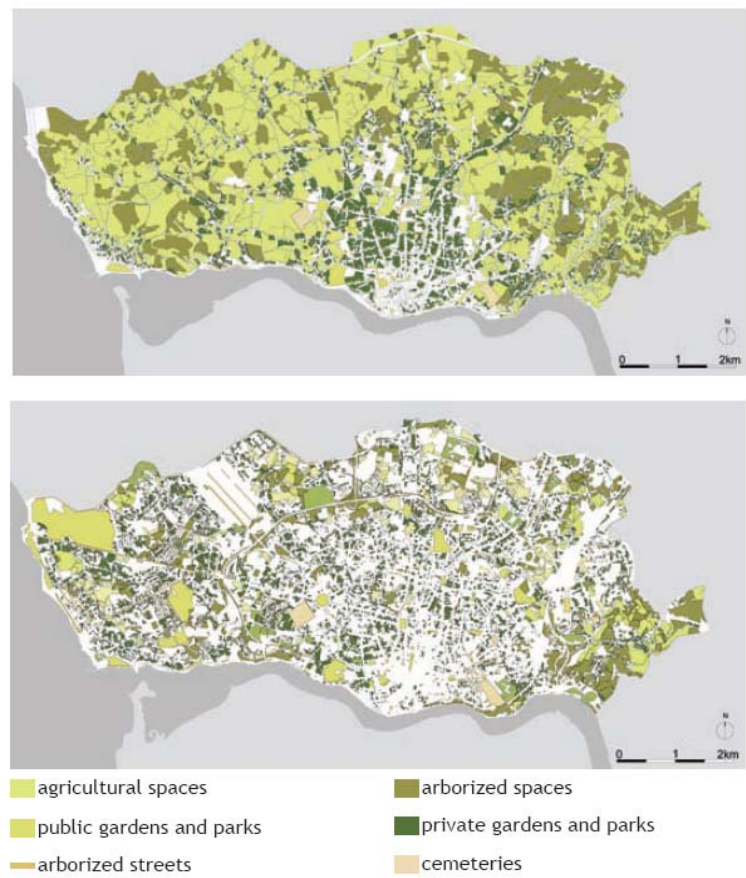 N
0 1 2km
N
0 1 2km
agricultural spaces
arborized spaces
public gardens and parks
private gardens and parks
arborized streets
cemeteries